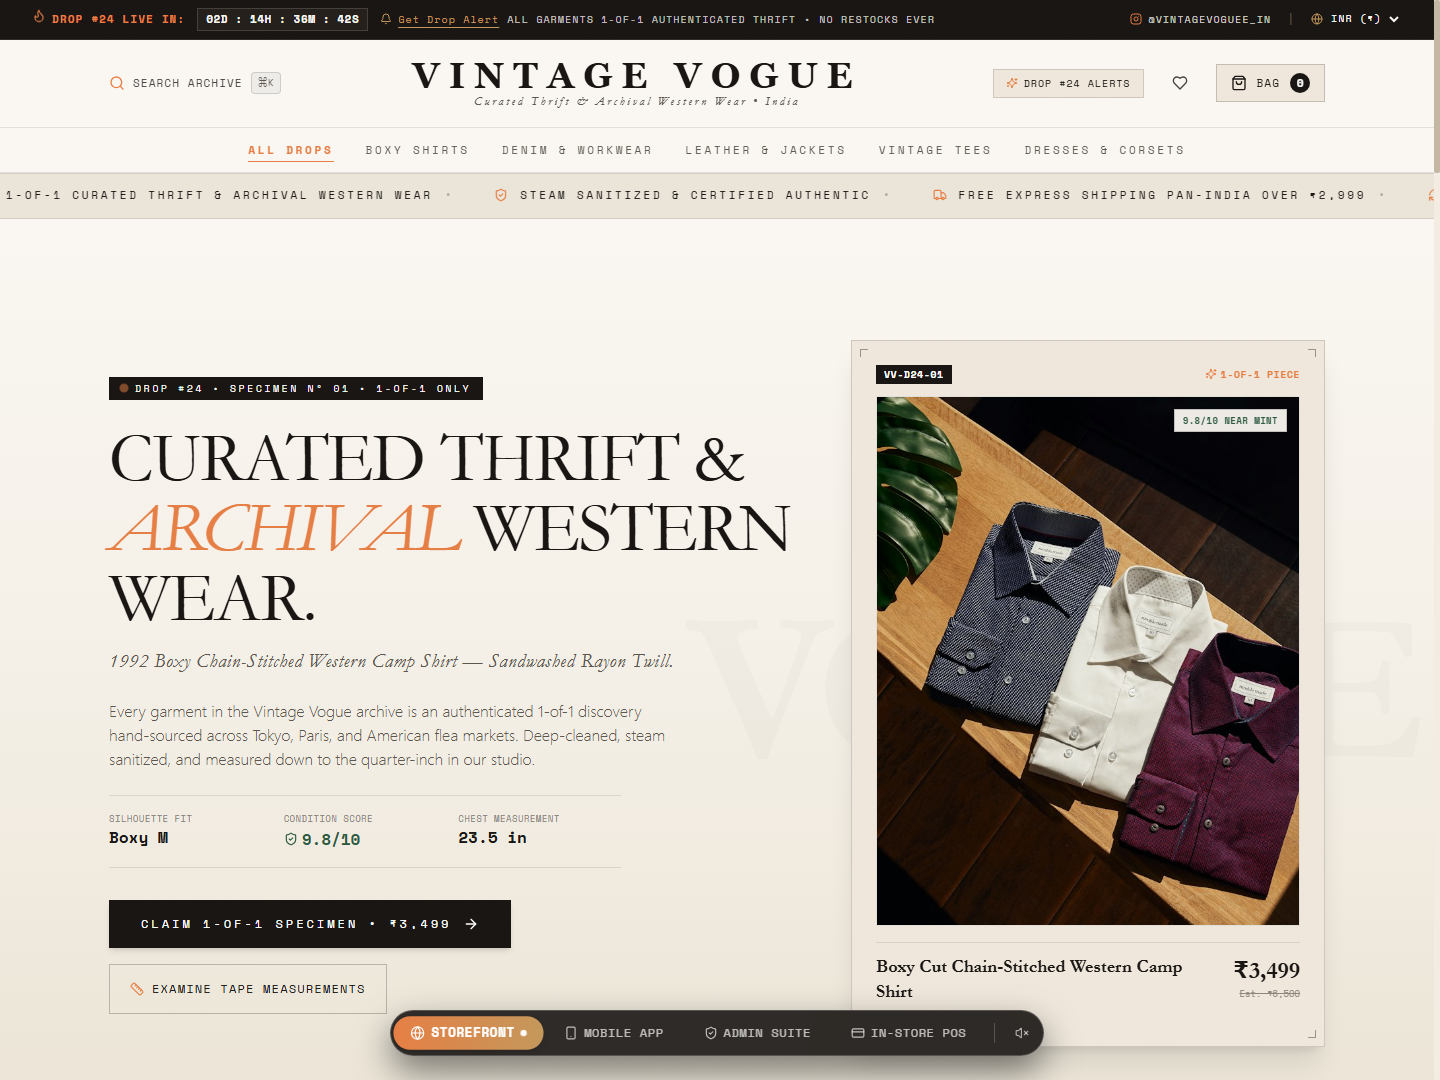 DROP #24 LIVE IN: 02D : 14H : 36M : 42S Get Drop Alert ALL GARMENTS 1-OF-1 AUTHENTICATED THRIFT • NO RESTOCKS EVER @VINTAGEVOGUEE_IN INR (₹)
SEARCH ARCHIVE ⌘K
VINTAGE VOGUE
Curated Thrift & Archival Western Wear • India
DROP #24 ALERTS
BAG 0
ALL DROPS BOXY SHIRTS DENIM & WORKWEAR LEATHER & JACKETS VINTAGE TEES DRESSES & CORSETS
1-OF-1 CURATED THRIFT & ARCHIVAL WESTERN WEAR • STEAM SANITIZED & CERTIFIED AUTHENTIC • FREE EXPRESS SHIPPING PAN-INDIA OVER ₹2,999 •
DROP #24 • SPECIMEN N° 01 • 1-OF-1 ONLY
CURATED THRIFT &
ARCHIVAL WESTERN
WEAR.
1992 Boxy Chain-Stitched Western Camp Shirt — Sandwashed Rayon Twill.
Every garment in the Vintage Vogue archive is an authenticated 1-of-1 discovery
hand-sourced across Tokyo, Paris, and American flea markets. Deep-cleaned, steam
sanitized, and measured down to the quarter-inch in our studio.
SILHOUETTE FIT CONDITION SCORE CHEST MEASUREMENT
Boxy M 9.8/10 23.5 in
CLAIM 1-OF-1 SPECIMEN • ₹3,499
EXAMINE TAPE MEASUREMENTS
VV-D24-01 1-OF-1 PIECE
9.8/10 NEAR MINT
Boxy Cut Chain-Stitched Western Camp
Shirt
₹3,499
Est. ₹8,500
STOREFRONT MOBILE APP ADMIN SUITE IN-STORE POS